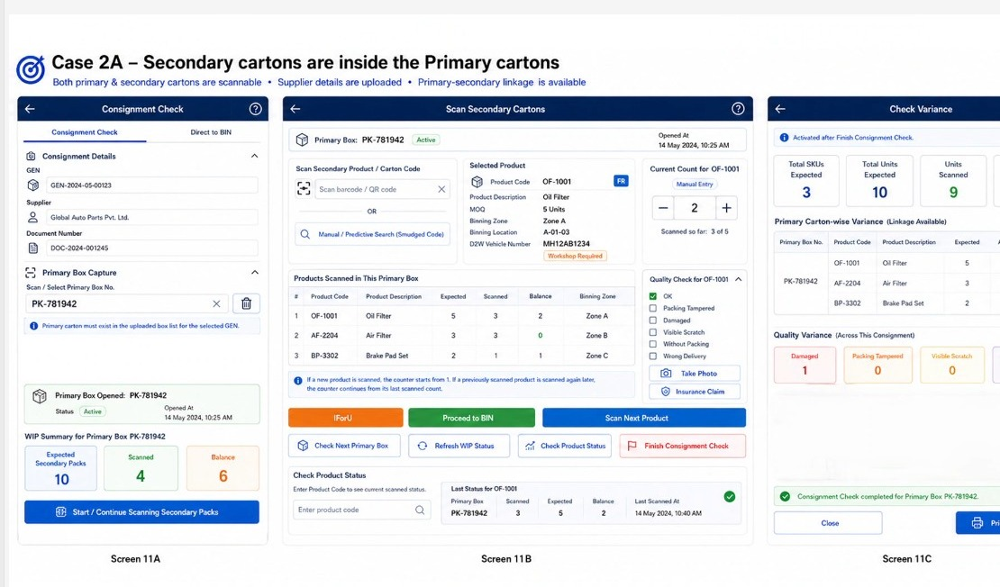 Case 2A – Secondary cartons are inside the Primary cartons
Both primary & secondary cartons are scannable • Supplier details are uploaded • Primary-secondary linkage is available
Consignment Check
Consignment Check Direct to BIN
Consignment Details
GEN
GEN-2024-05-00123
Supplier
Global Auto Parts Pvt. Ltd.
Document Number
DOC-2024-001245
Primary Box Capture
Scan / Select Primary Box No.
PK-781942
Primary carton must exist in the uploaded box list for the selected GEN.
Primary Box Opened: PK-781942
Status Active
Opened At
14 May 2024, 10:25 AM
WIP Summary for Primary Box PK-781942
Expected Secondary Packs
10
Scanned
4
Balance
6
Start / Continue Scanning Secondary Packs
Screen 11A
Scan Secondary Cartons
Primary Box: PK-781942 Active
Opened At
14 May 2024, 10:25 AM
Scan Secondary Product / Carton Code
Scan barcode / QR code
OR
Manual / Predictive Search (Smudged Code)
Selected Product
Product Code OF-1001 FR
Product Description Oil Filter
MOQ 5 Units
Binning Zone Zone A
Binning Location A-01-03
D2W Vehicle Number MH12AB1234
Workshop Required
Current Count for OF-1001
Manual Entry
− 2 +
Scanned so far: 3 of 5
Products Scanned in This Primary Box
# Product Code Product Description Expected Scanned Balance Binning Zone
1 OF-1001 Oil Filter 5 3 2 Zone A
2 AF-2204 Air Filter 3 3 0 Zone B
3 BP-3302 Brake Pad Set 2 1 1 Zone C
If a new product is scanned, the counter starts from 1. If a previously scanned product is scanned again later,
the counter continues from its last scanned count.
Quality Check for OF-1001
OK
Packing Tampered
Damaged
Visible Scratch
Without Packing
Wrong Delivery
Take Photo
Insurance Claim
!ForU
Proceed to BIN
Scan Next Product
Check Next Primary Box
Refresh WIP Status
Check Product Status
Finish Consignment Check
Check Product Status
Enter Product Code to see current scanned status.
Enter product code
Last Status for OF-1001
Primary Box Scanned Expected Balance Last Scanned At
PK-781942 3 5 2 14 May 2024, 10:40 AM
Screen 11B
Check Variance
Activated after Finish Consignment Check.
Total SKUs Expected
3
Total Units Expected
10
Units Scanned
9
Primary Carton-wise Variance (Linkage Available)
Primary Box No. Product Code Product Description Expected
PK-781942
OF-1001 Oil Filter 5
AF-2204 Air Filter 3
BP-3302 Brake Pad Set 2
Quality Variance (Across This Consignment)
Damaged
1
Packing Tampered
0
Visible Scratch
0
Consignment Check completed for Primary Box PK-781942.
Close
Screen 11C